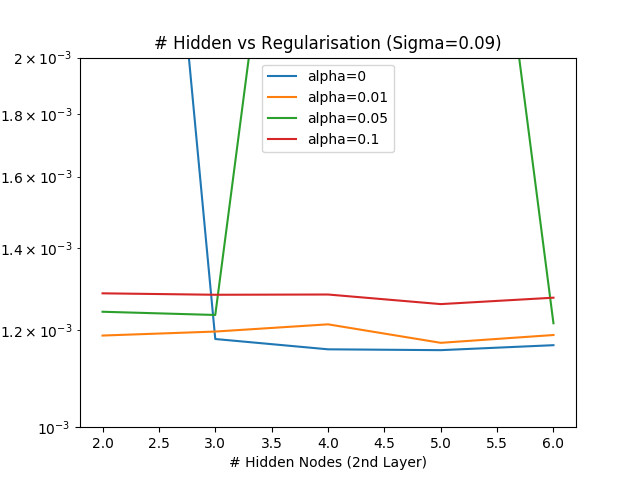 # Hidden vs Regularisation (Sigma=0.09)
alpha=0
alpha=0.01
alpha=0.05
alpha=0.1
2 × 10⁻³
1.8 × 10⁻³
1.6 × 10⁻³
1.4 × 10⁻³
1.2 × 10⁻³
10⁻³
2.0 2.5 3.0 3.5 4.0 4.5 5.0 5.5 6.0
# Hidden Nodes (2nd Layer)